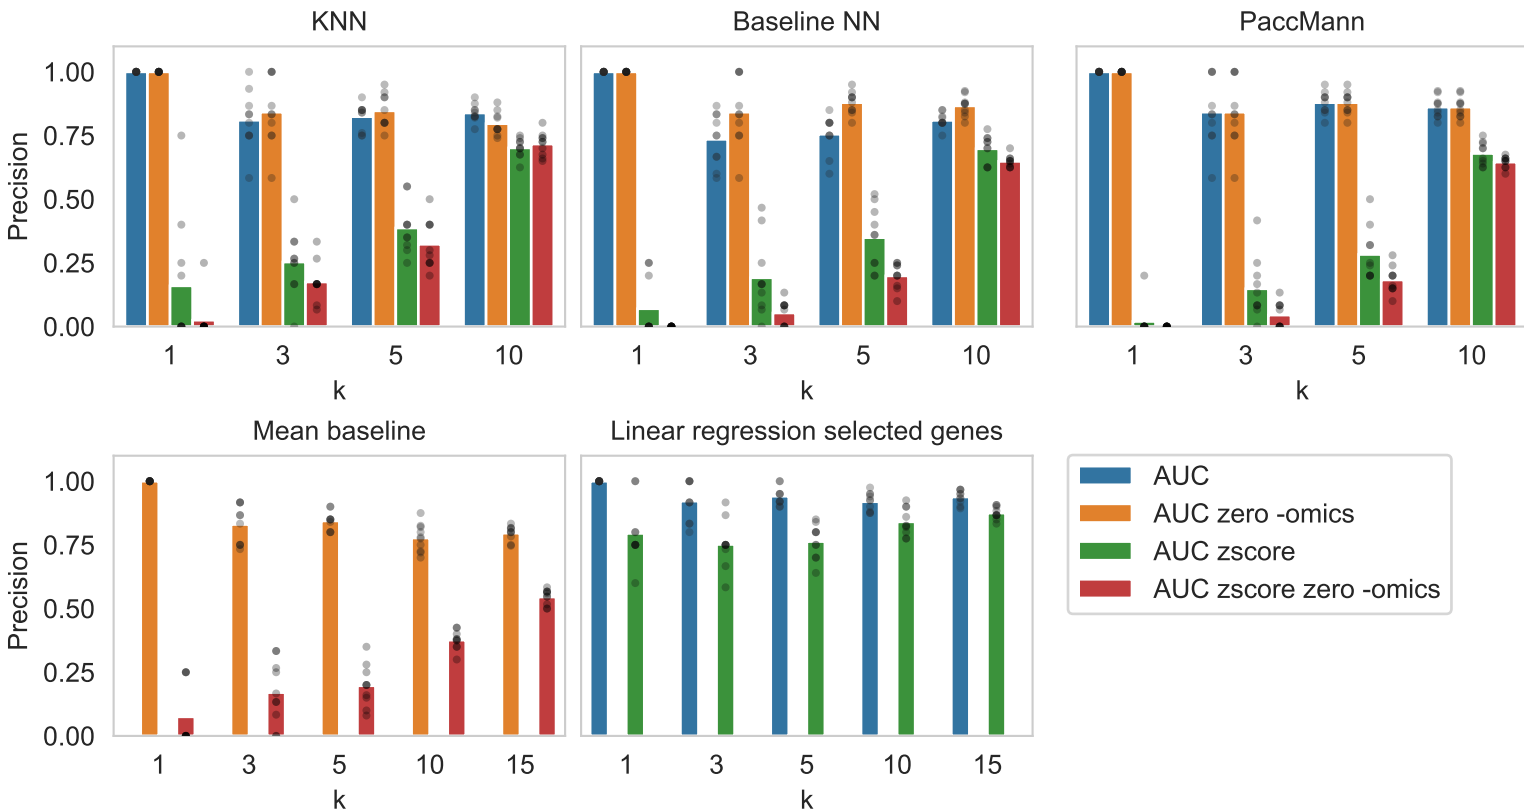 KNN
Baseline NN
PaccMann
Precision
1.00
0.75
0.50
0.25
0.00
1 3 5 10
k
1 3 5 10
k
1 3 5 10
k
Mean baseline
Linear regression selected genes
Precision
1.00
0.75
0.50
0.25
0.00
1 3 5 10 15
k
1 3 5 10 15
k
AUC
AUC zero -omics
AUC zscore
AUC zscore zero -omics